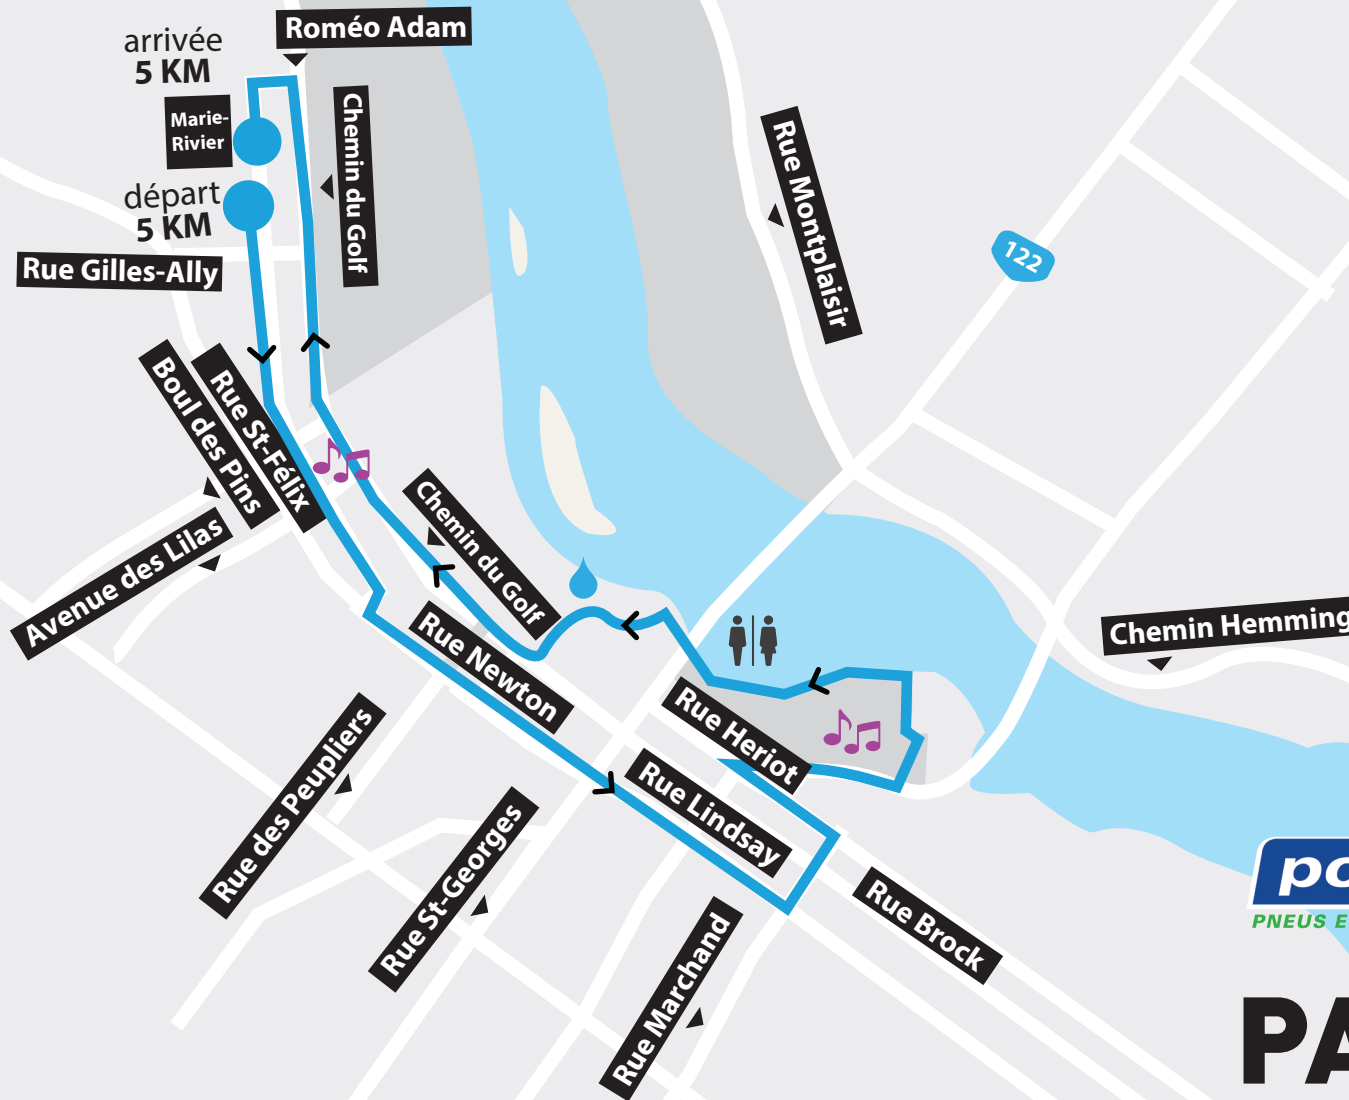 Roméo Adam
arrivée
5 KM
Marie-
Rivier
Chemin du Golf
départ
5 KM
Rue Gilles-Ally
Rue Montplaisir
122
Boul des Pins
Rue St-Félix
Avenue des Lilas
Chemin du Golf
Rue Newton
Chemin Hemming
Rue Heriot
Rue Lindsay
Rue des Peupliers
Rue St-Georges
Rue Marchand
Rue Brock
po
PNEUS E
PA